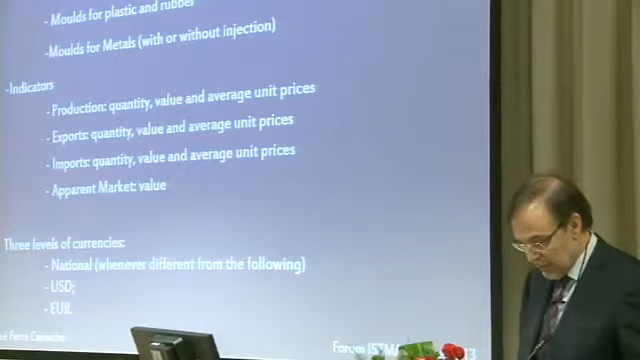 - Moulds for plastic and rubber
- Moulds for Metals (with or without injection)
-Indicators
- Production: quantity, value and average unit prices
- Exports: quantity, value and average unit prices
- Imports: quantity, value and average unit prices
- Apparent Market: value
Three levels of currencies:
- National (whenever different from the following)
- USD;
- EUR.
Forum